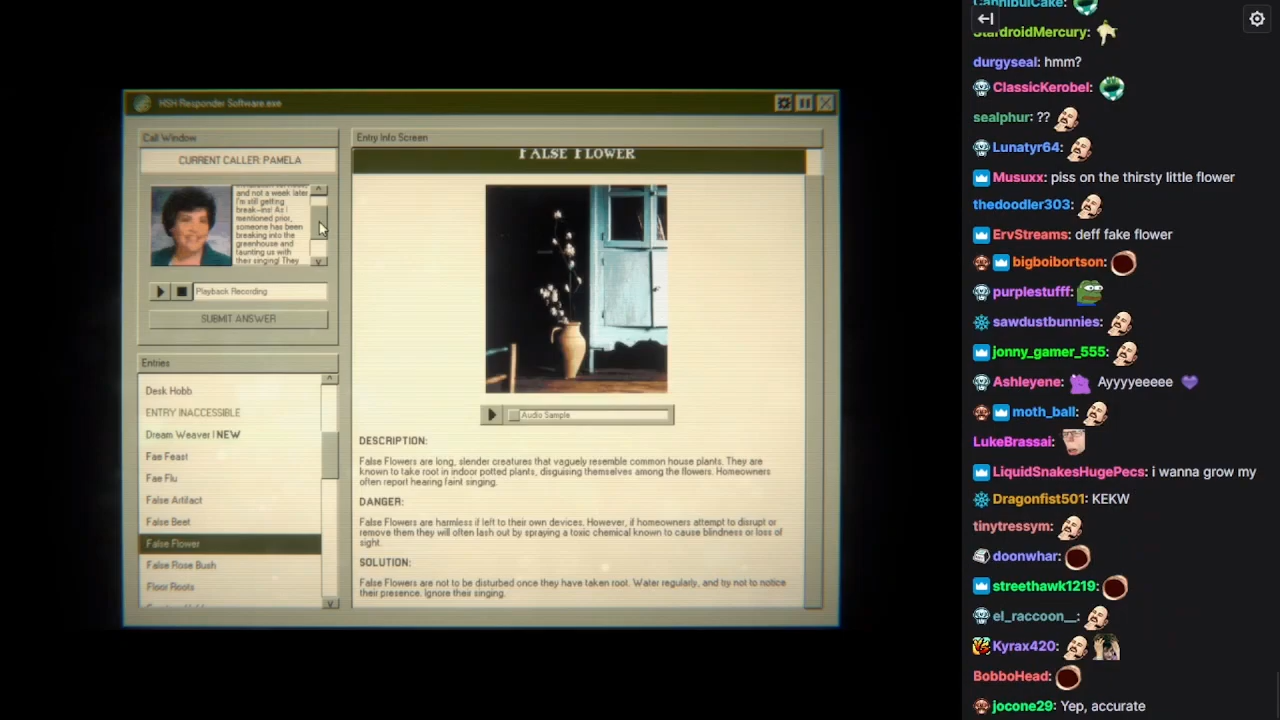 NSH Responder Software.exe
Call Window
CURRENT CALLER: PAMELA
and not a week later
I'm still getting
break-ins! As I
mentioned prior,
someone has been
breaking into the
greenhouse and
taunting us with
their singing! They
Playback Recording
SUBMIT ANSWER
Entries
Desk Hobb
ENTRY INACCESSIBLE
Dream Weaver | NEW
Fae Feast
Fae Flu
False Artifact
False Beet
False Flower
False Rose Bush
Floor Roots
Entry Info Screen
FALSE FLOWER
Audio Sample
DESCRIPTION:
False Flowers are long, slender creatures that vaguely resemble common house plants. They are
known to take root in indoor potted plants, disguising themselves among the flowers. Homeowners
often report hearing faint singing.
DANGER:
False Flowers are harmless if left to their own devices. However, if homeowners attempt to disrupt or
remove them they will often lash out by spraying a toxic chemical known to cause blindness or loss of
sight.
SOLUTION:
False Flowers are not to be disturbed once they have taken root. Water regularly, and try not to notice
their presence. Ignore their singing.
CannibulCake:
StardroidMercury:
durgyseal: hmm?
ClassicKerobel:
sealphur: ??
Lunatyr64:
Musuxx: piss on the thirsty little flower
thedoodler303:
ErvStreams: deff fake flower
bigboibortson:
purplestufff:
sawdustbunnies:
jonny_gamer_555:
Ashleyene: Ayyyyeeeee
moth_ball:
LukeBrassai:
LiquidSnakesHugePecs: i wanna grow my
Dragonfist501: KEKW
tinytressym:
doonwhar:
streethawk1219:
el_raccoon__:
Kyrax420:
BobboHead:
jocone29: Yep, accurate